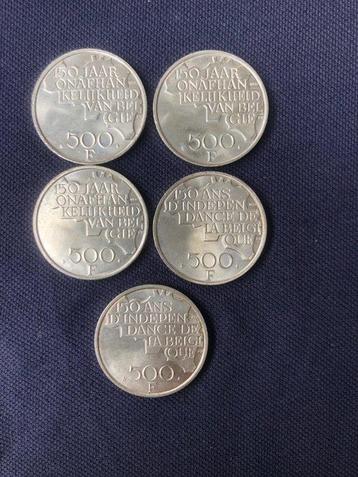 150 JAAR
ONAFHAN
KELIJKHEID
VAN BEL
GIE
500
F
150 JAAR
ONAFHAN
KELIJKHEID
VAN BEL
GIE
500
F
150 JAAR
ONAFHAN
KELIJKHEID
VAN BEL
GIE
500
F
150 ANS
D'INDEPEN
DANCE DE
LA BELGI
QUE
500
F
150 ANS
D'INDEPEN
DANCE DE
LA BELGI
QUE
500
F